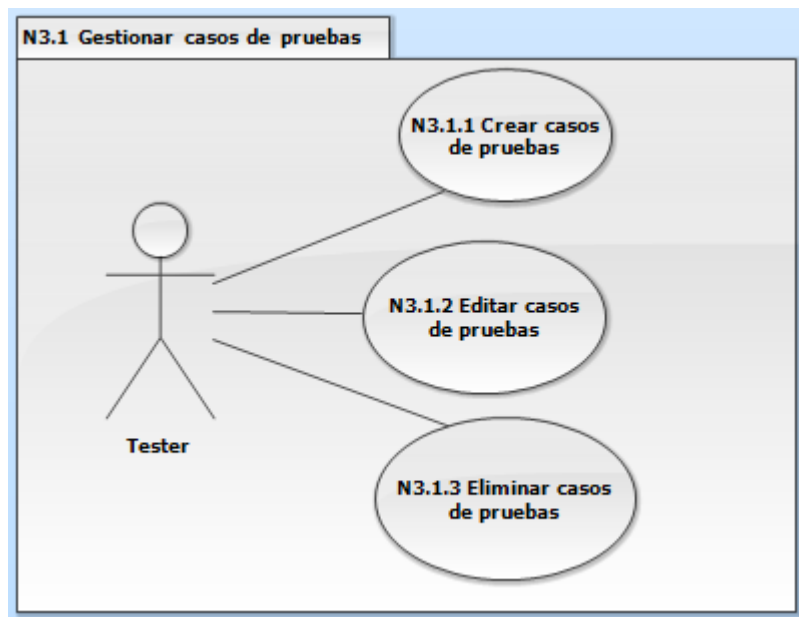 N3.1 Gestionar casos de pruebas
N3.1.1 Crear casos
de pruebas
N3.1.2 Editar casos
de pruebas
Tester
N3.1.3 Eliminar casos
de pruebas